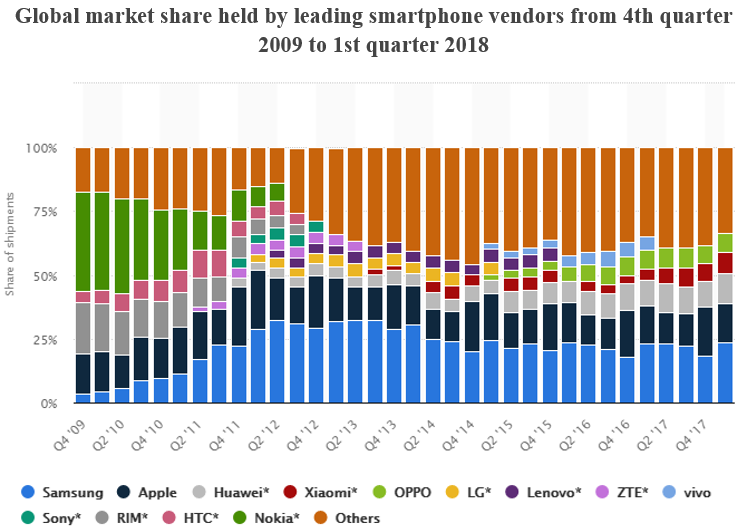 Global market share held by leading smartphone vendors from 4th quarter
2009 to 1st quarter 2018
100%
75%
50%
25%
0%
Share of shipments
Q4 '09
Q2 '10
Q4 '10
Q2 '11
Q4 '11
Q2 '12
Q4 '12
Q2 '13
Q4 '13
Q2 '14
Q4 '14
Q2 '15
Q4 '15
Q2 '16
Q4 '16
Q2 '17
Q4 '17
Samsung Apple Huawei* Xiaomi* OPPO LG* Lenovo* ZTE* vivo
Sony* RIM* HTC* Nokia* Others